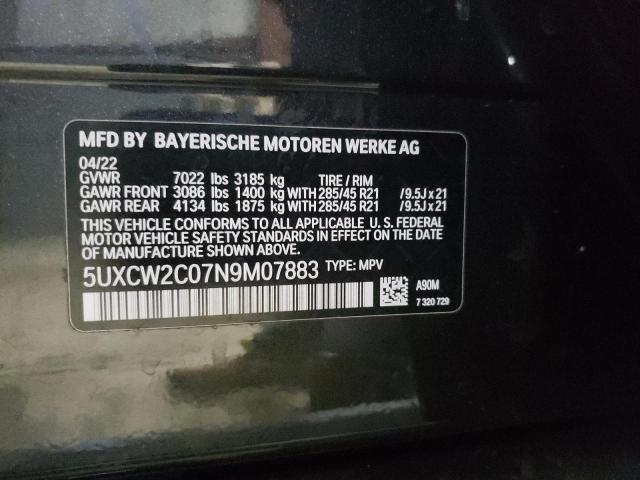 MFD BY BAYERISCHE MOTOREN WERKE AG
04/22
GVWR 7022 lbs 3185 kg TIRE / RIM
GAWR FRONT 3086 lbs 1400 kg WITH 285/45 R21 /9.5J x 21
GAWR REAR 4134 lbs 1875 kg WITH 285/45 R21 /9.5J x 21
THIS VEHICLE CONFORMS TO ALL APPLICABLE U. S. FEDERAL
MOTOR VEHICLE SAFETY STANDARDS IN EFFECT ON THE DATE
OF MANUFACTURE SHOWN ABOVE.
5UXCW2C07N9M07883 TYPE: MPV
A90M
7 320 729